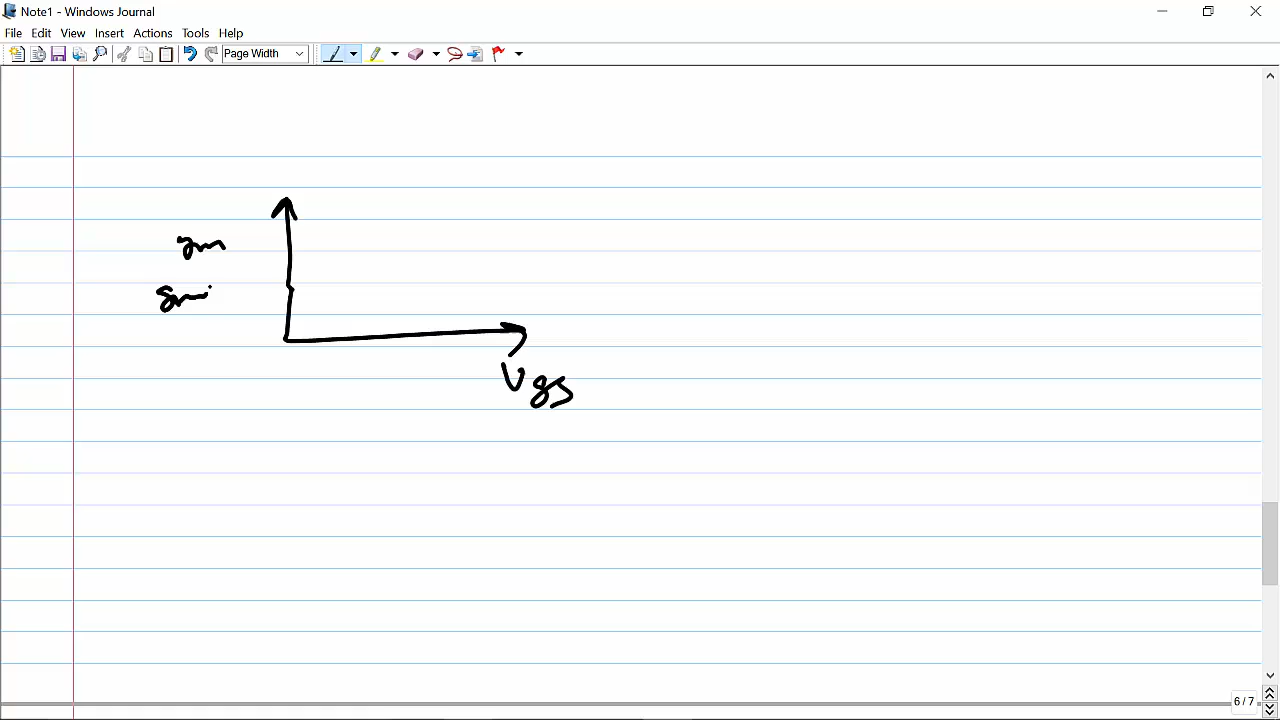 Note1 - Windows Journal
File Edit View Insert Actions Tools Help
Page Width
gm
gm
Vgs
6 / 7